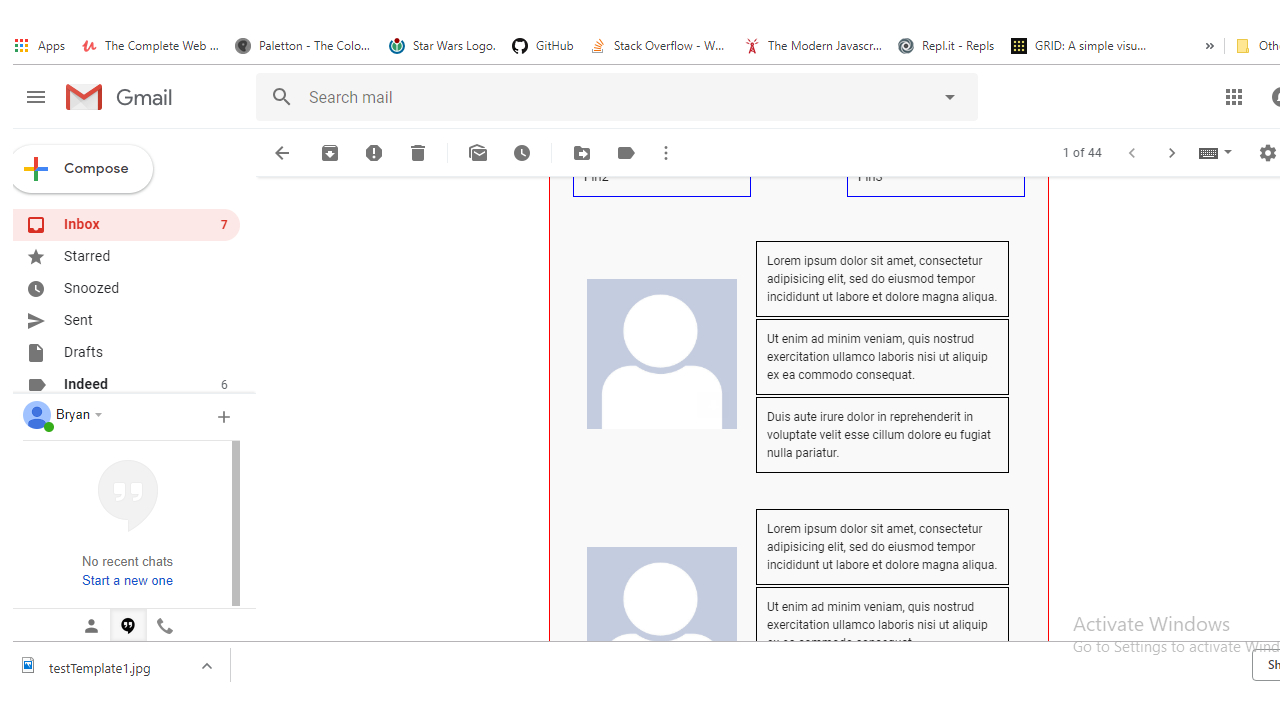 Apps The Complete Web ... Paletton - The Colo... Star Wars Logo. GitHub Stack Overflow - W... The Modern Javascr... Repl.it - Repls GRID: A simple visu... » Othe
Gmail
Search mail
Compose
1 of 44
Inbox 7
Starred
Snoozed
Sent
Drafts
Indeed 6
Bryan
No recent chats
Start a new one
Lorem ipsum dolor sit amet, consectetur
adipisicing elit, sed do eiusmod tempor
incididunt ut labore et dolore magna aliqua.
Ut enim ad minim veniam, quis nostrud
exercitation ullamco laboris nisi ut aliquip
ex ea commodo consequat.
Duis aute irure dolor in reprehenderit in
voluptate velit esse cillum dolore eu fugiat
nulla pariatur.
Lorem ipsum dolor sit amet, consectetur
adipisicing elit, sed do eiusmod tempor
incididunt ut labore et dolore magna aliqua.
Ut enim ad minim veniam, quis nostrud
exercitation ullamco laboris nisi ut aliquip
ex ea commodo consequat.
Activate Windows
Go to Settings to activate Wind
testTemplate1.jpg
Sh